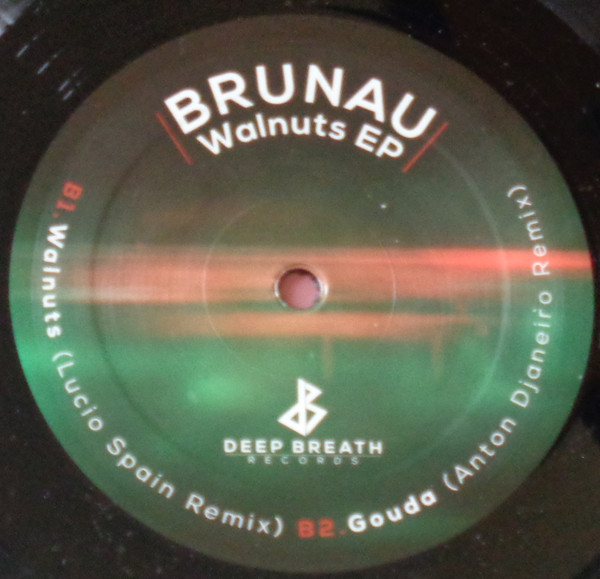 BRUNAU
Walnuts EP
B1. Walnuts (Lucio Spain Remix) B2. Gouda (Anton Djaneiro Remix)
DEEP BREATH
RECORDS